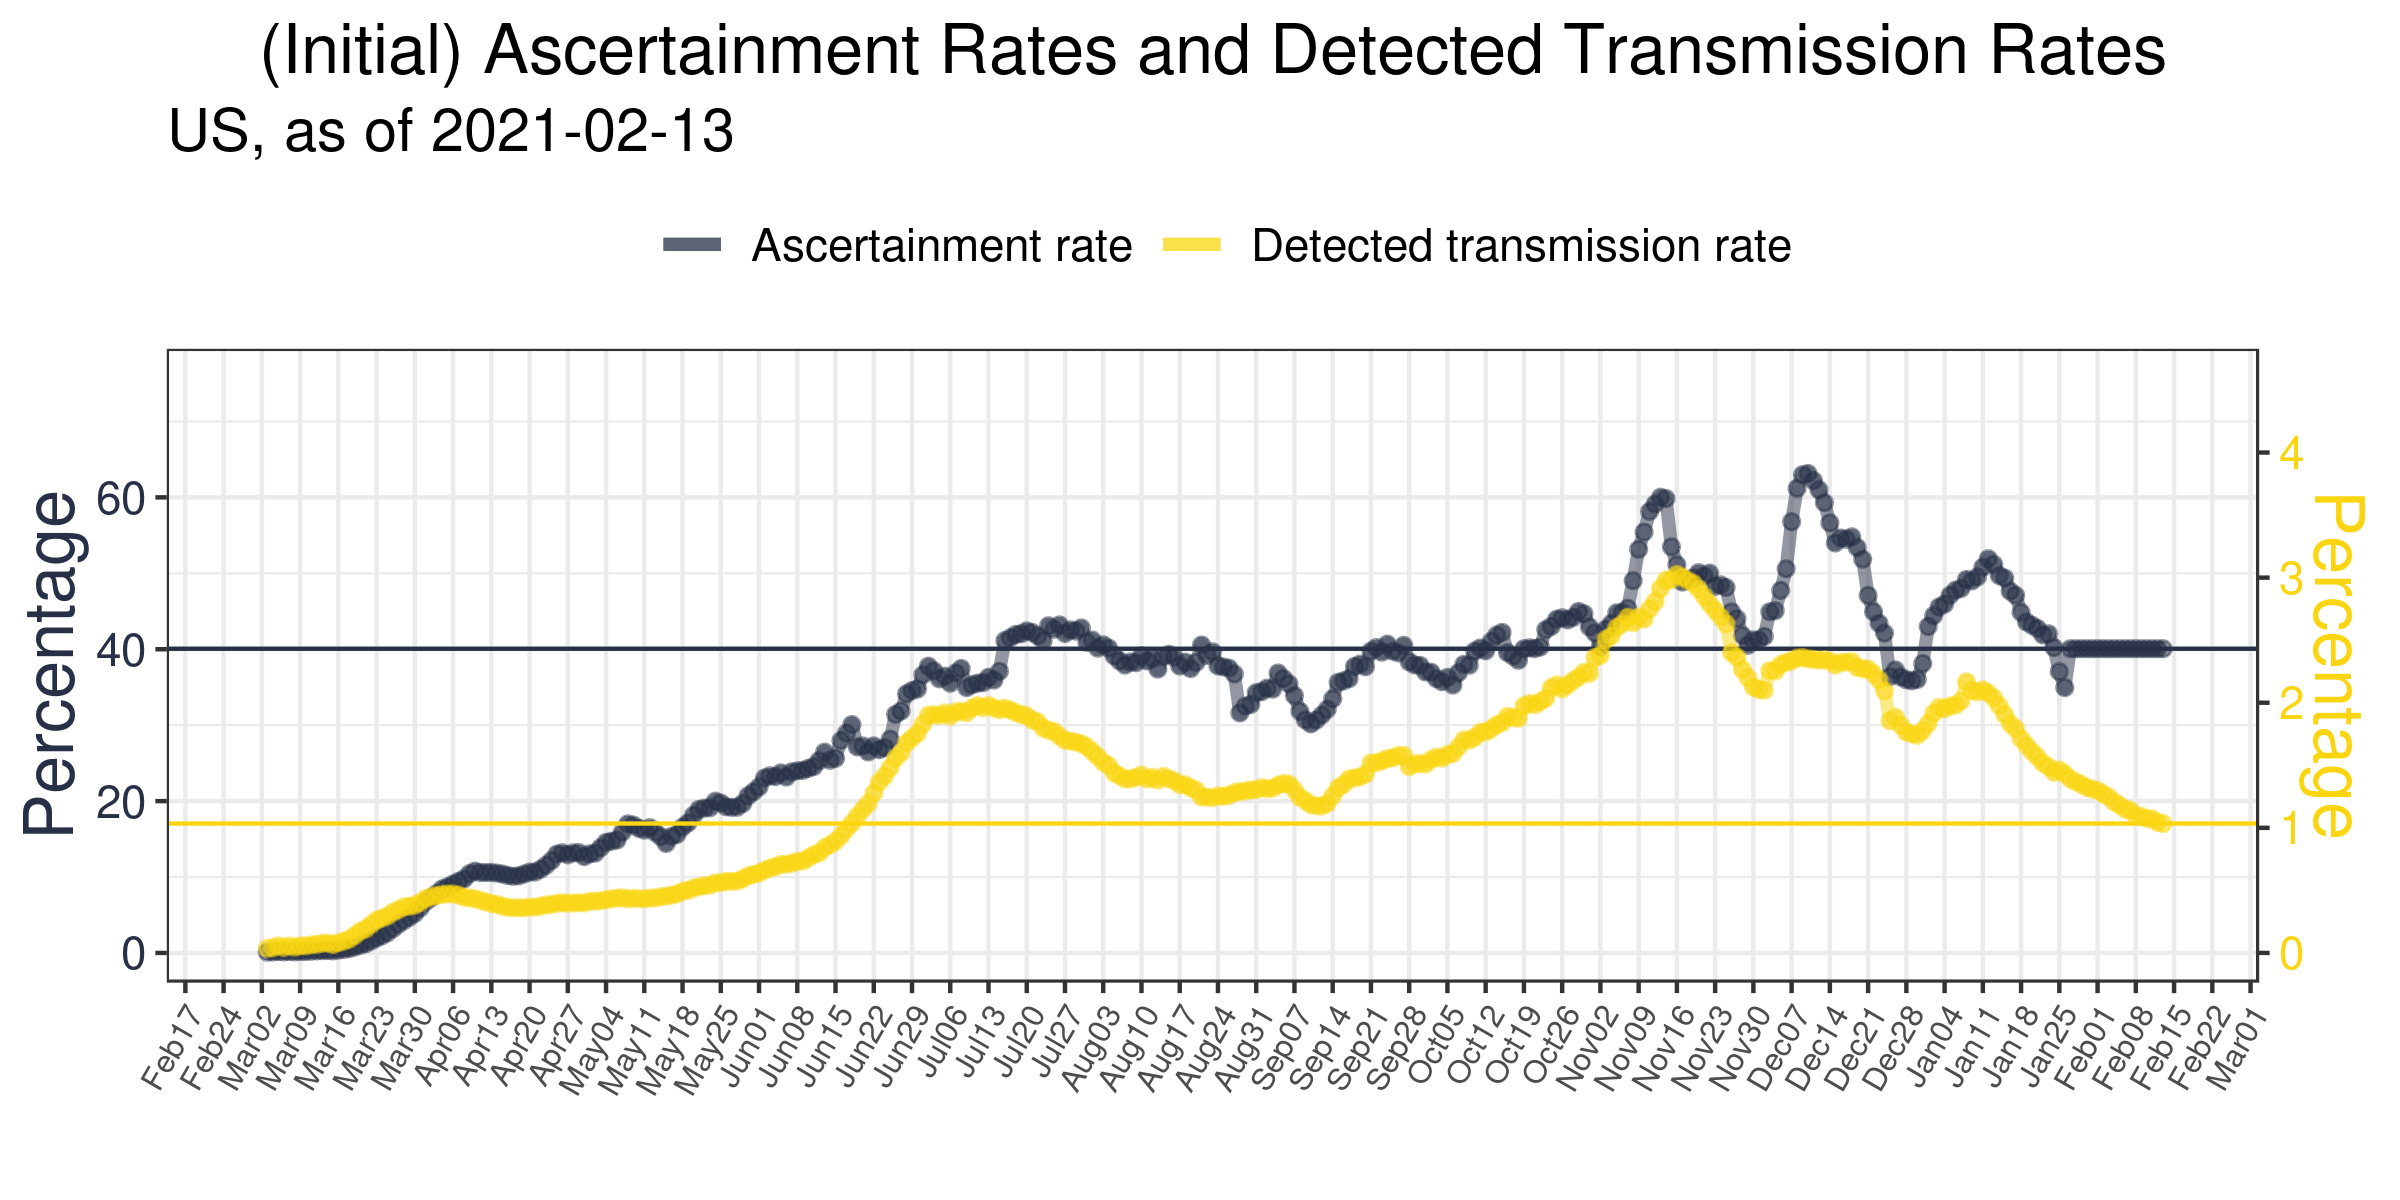 (Initial) Ascertainment Rates and Detected Transmission Rates
US, as of 2021-02-13
Ascertainment rate
Detected transmission rate
Percentage
60
40
20
0
4
3
2
1
0
Percentage
Feb17
Feb24
Mar02
Mar09
Mar16
Mar23
Mar30
Apr06
Apr13
Apr20
Apr27
May04
May11
May18
May25
Jun01
Jun08
Jun15
Jun22
Jun29
Jul06
Jul13
Jul20
Jul27
Aug03
Aug10
Aug17
Aug24
Aug31
Sep07
Sep14
Sep21
Sep28
Oct05
Oct12
Oct19
Oct26
Nov02
Nov09
Nov16
Nov23
Nov30
Dec07
Dec14
Dec21
Dec28
Jan04
Jan11
Jan18
Jan25
Feb01
Feb08
Feb15
Feb22
Mar01